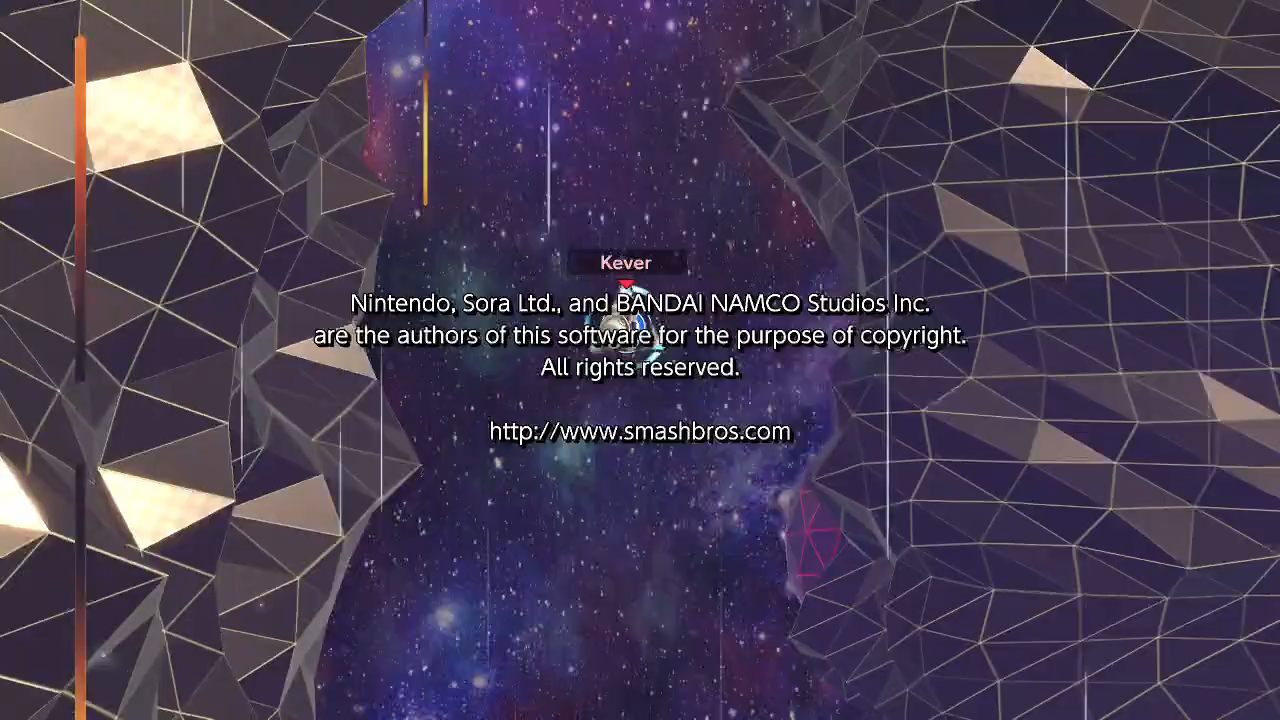 Kever
Nintendo, Sora Ltd., and BANDAI NAMCO Studios Inc.
are the authors of this software for the purpose of copyright.
All rights reserved.
http://www.smashbros.com